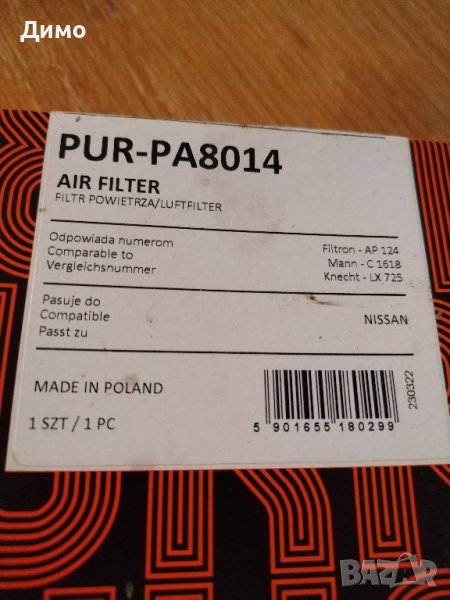 Димо
PUR-PA8014
AIR FILTER
FILTR POWIETRZA/LUFTFILTER
Odpowiada numerom
Comparable to
Vergleichsnummer
Filtron - AP 124
Mann - C 1618
Knecht - LX 725
Pasuje do
Compatible
Passt zu
NISSAN
MADE IN POLAND
1 SZT / 1 PC
5 901655 180299
230322
BAZAR